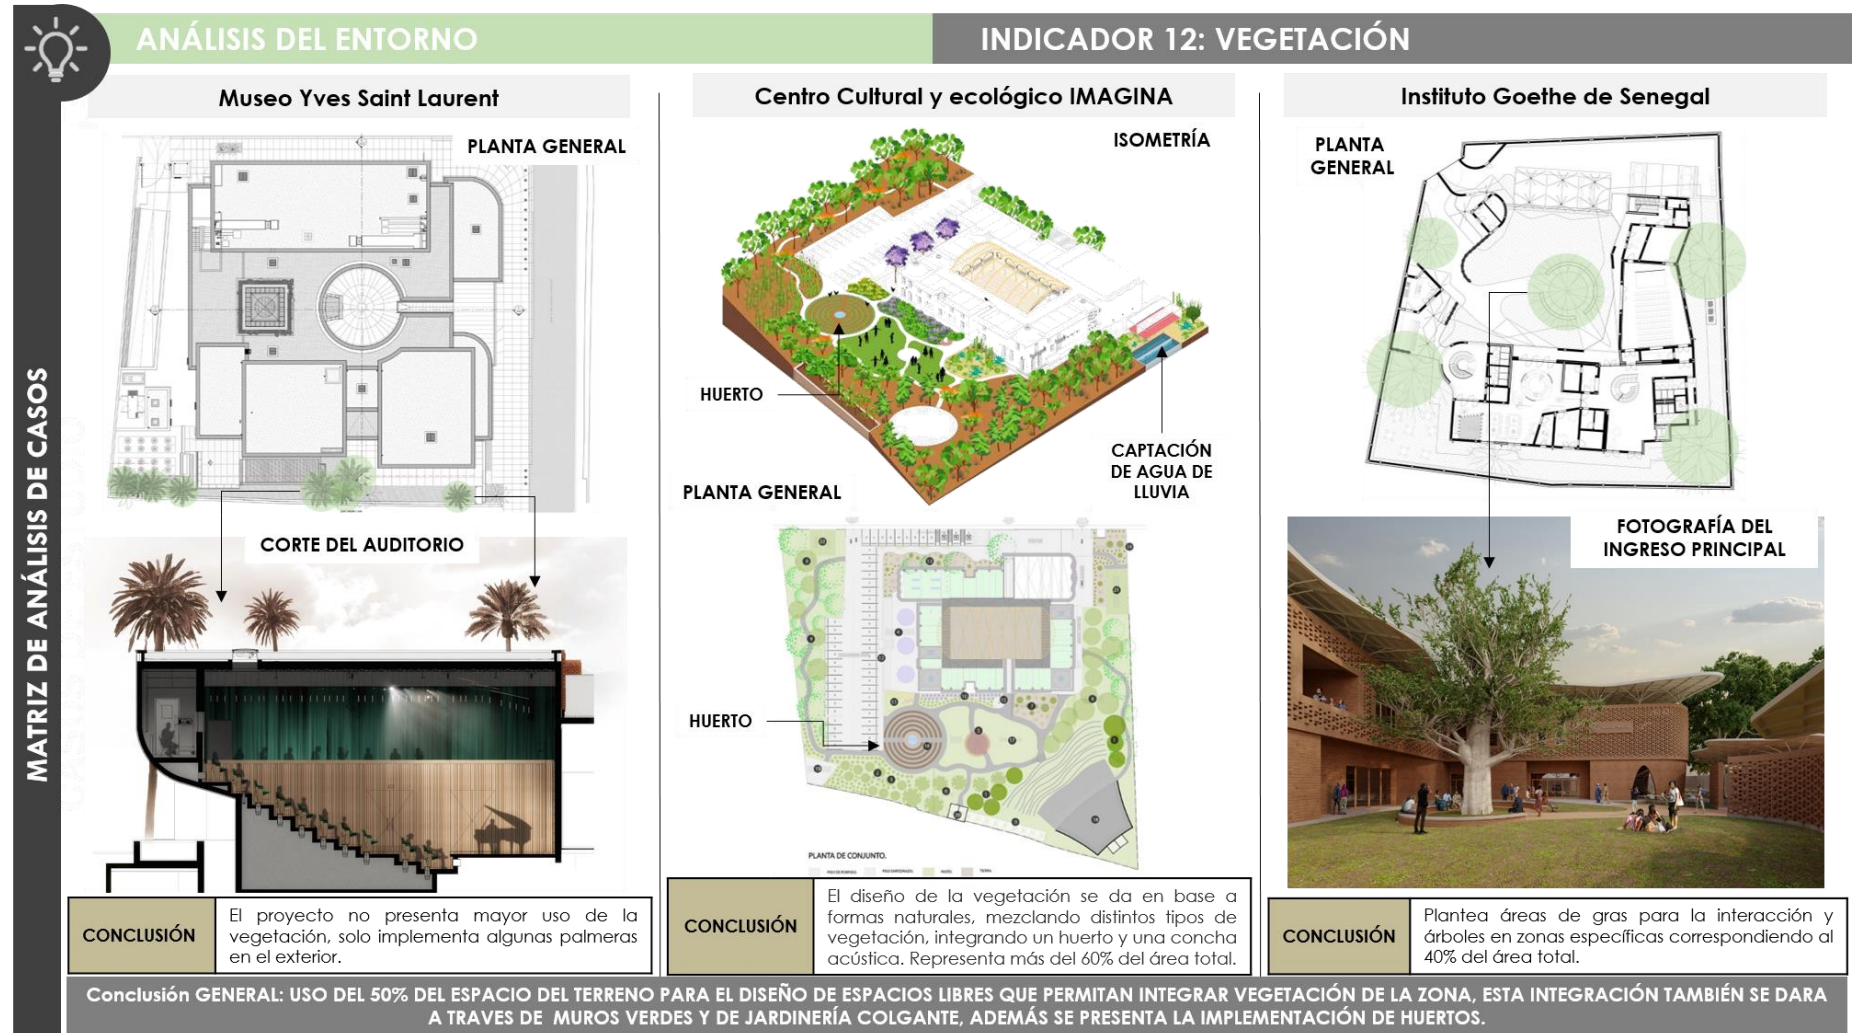 ANÁLISIS DEL ENTORNO
INDICADOR 12: VEGETACIÓN
MATRIZ DE ANÁLISIS DE CASOS
Museo Yves Saint Laurent
PLANTA GENERAL
CORTE DEL AUDITORIO
CONCLUSIÓN
El proyecto no presenta mayor uso de la
vegetación, solo implementa algunas palmeras
en el exterior.
Centro Cultural y ecológico IMAGINA
ISOMETRÍA
HUERTO
CAPTACIÓN
DE AGUA DE
LLUVIA
PLANTA GENERAL
HUERTO
PLANTA DE CONJUNTO.
CONCLUSIÓN
El diseño de la vegetación se da en base a
formas naturales, mezclando distintos tipos de
vegetación, integrando un huerto y una concha
acústica. Representa más del 60% del área total.
Instituto Goethe de Senegal
PLANTA
GENERAL
FOTOGRAFÍA DEL
INGRESO PRINCIPAL
CONCLUSIÓN
Plantea áreas de gras para la interacción y
árboles en zonas específicas correspondiendo al
40% del área total.
Conclusión GENERAL: USO DEL 50% DEL ESPACIO DEL TERRENO PARA EL DISEÑO DE ESPACIOS LIBRES QUE PERMITAN INTEGRAR VEGETACIÓN DE LA ZONA, ESTA INTEGRACIÓN TAMBIÉN SE DARA
A TRAVES DE MUROS VERDES Y DE JARDINERÍA COLGANTE, ADEMÁS SE PRESENTA LA IMPLEMENTACIÓN DE HUERTOS.